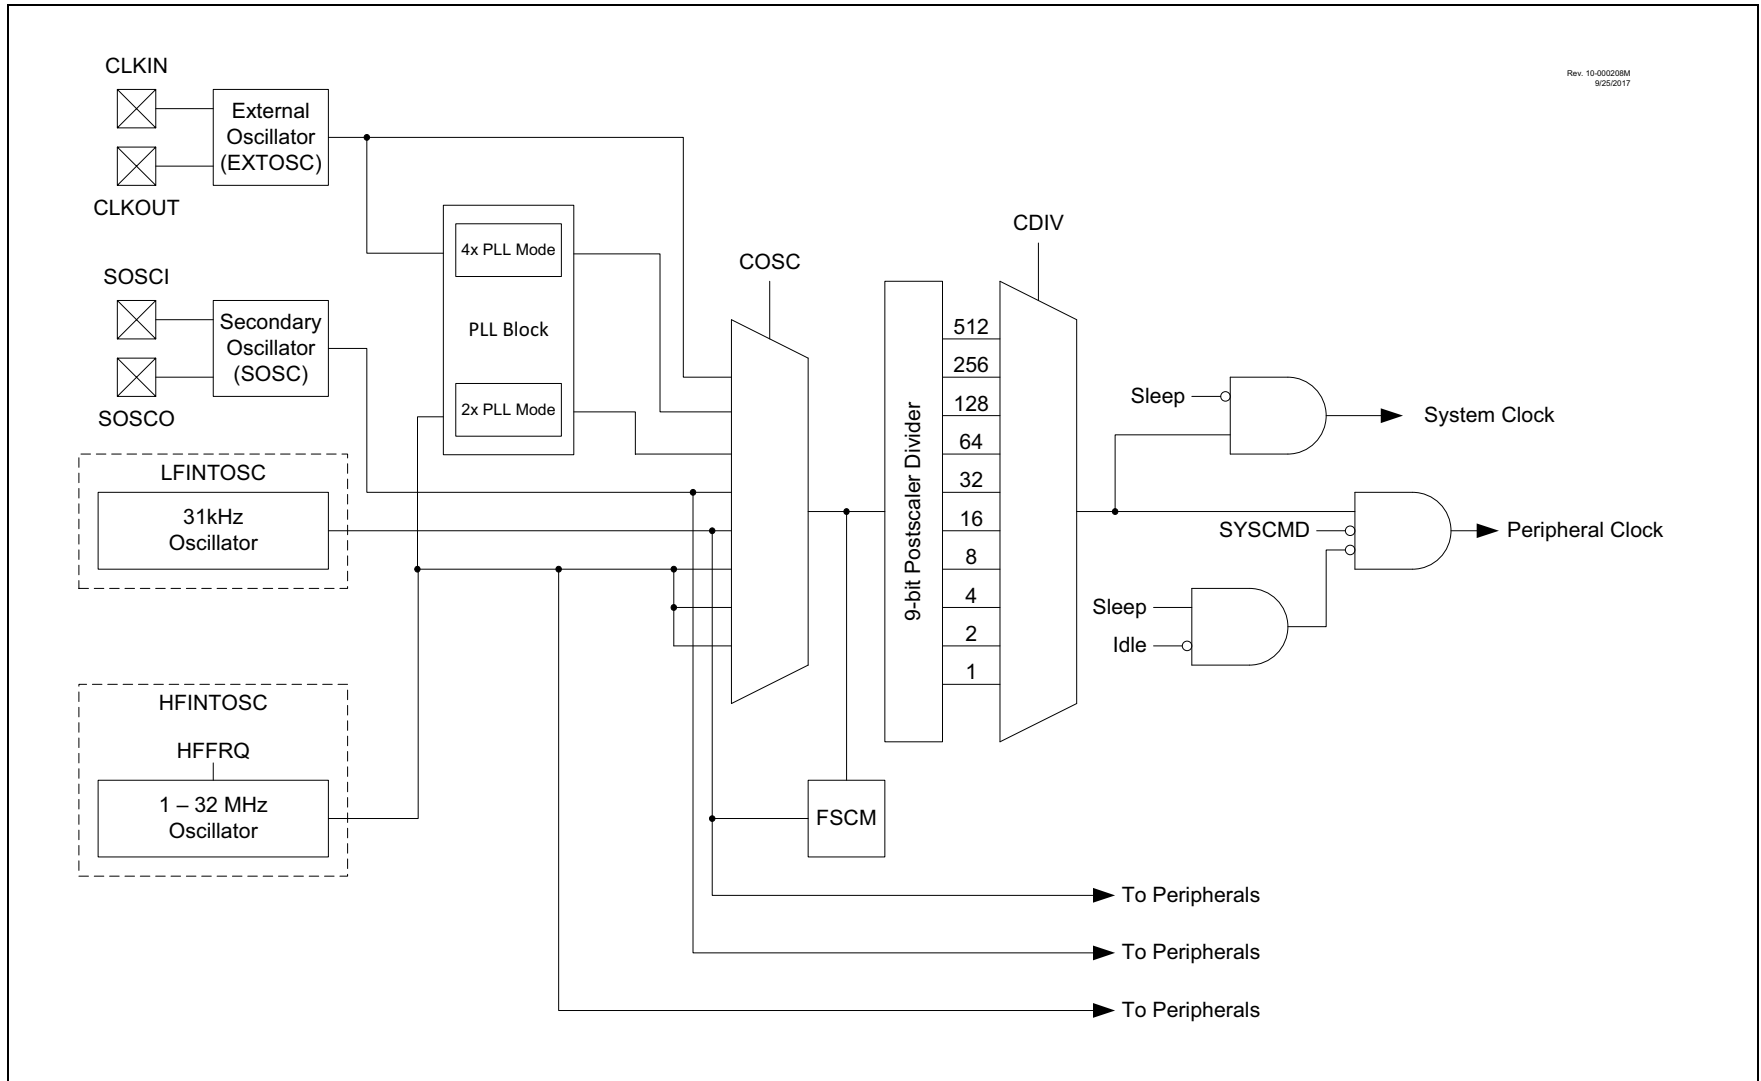 Rev. 10-000208M
9/25/2017
CLKIN
External
Oscillator
(EXTOSC)
CLKOUT
SOSCI
Secondary
Oscillator
(SOSC)
SOSCO
4x PLL Mode
PLL Block
2x PLL Mode
LFINTOSC
31kHz
Oscillator
HFINTOSC
HFFRQ
1 – 32 MHz
Oscillator
COSC
FSCM
9-bit Postscaler Divider
CDIV
512
256
128
64
32
16
8
4
2
1
Sleep
System Clock
SYSCMD
Peripheral Clock
Sleep
Idle
To Peripherals
To Peripherals
To Peripherals